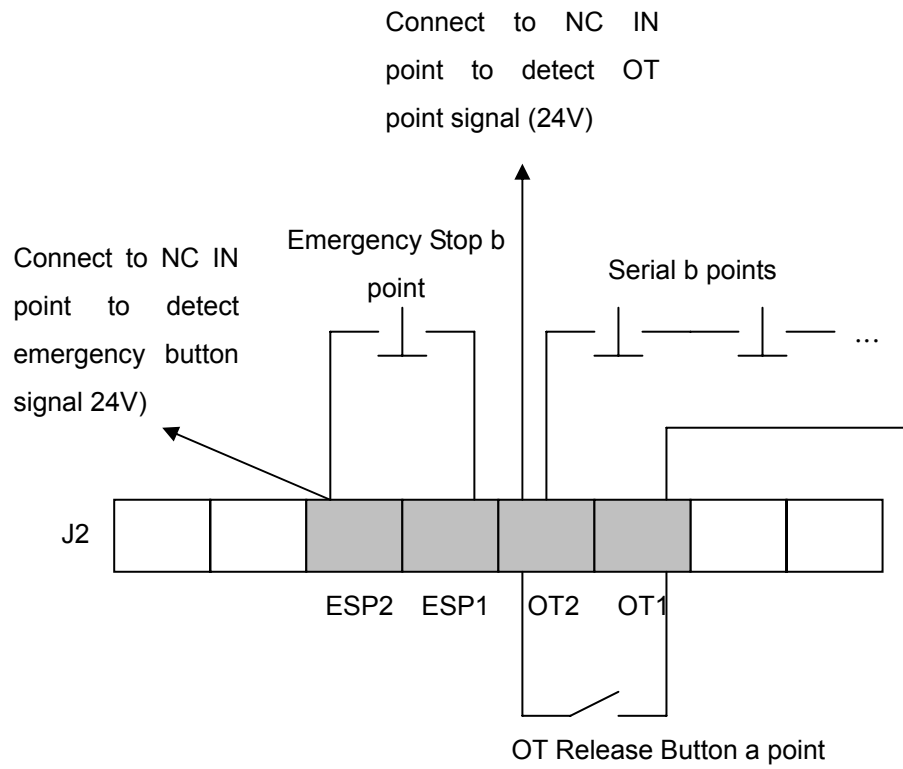 Connect to NC IN
point to detect OT
point signal (24V)
Emergency Stop b
point
Serial b points
...
Connect to NC IN
point to detect
emergency button
signal 24V)
J2
ESP2 ESP1 OT2 OT1
OT Release Button a point